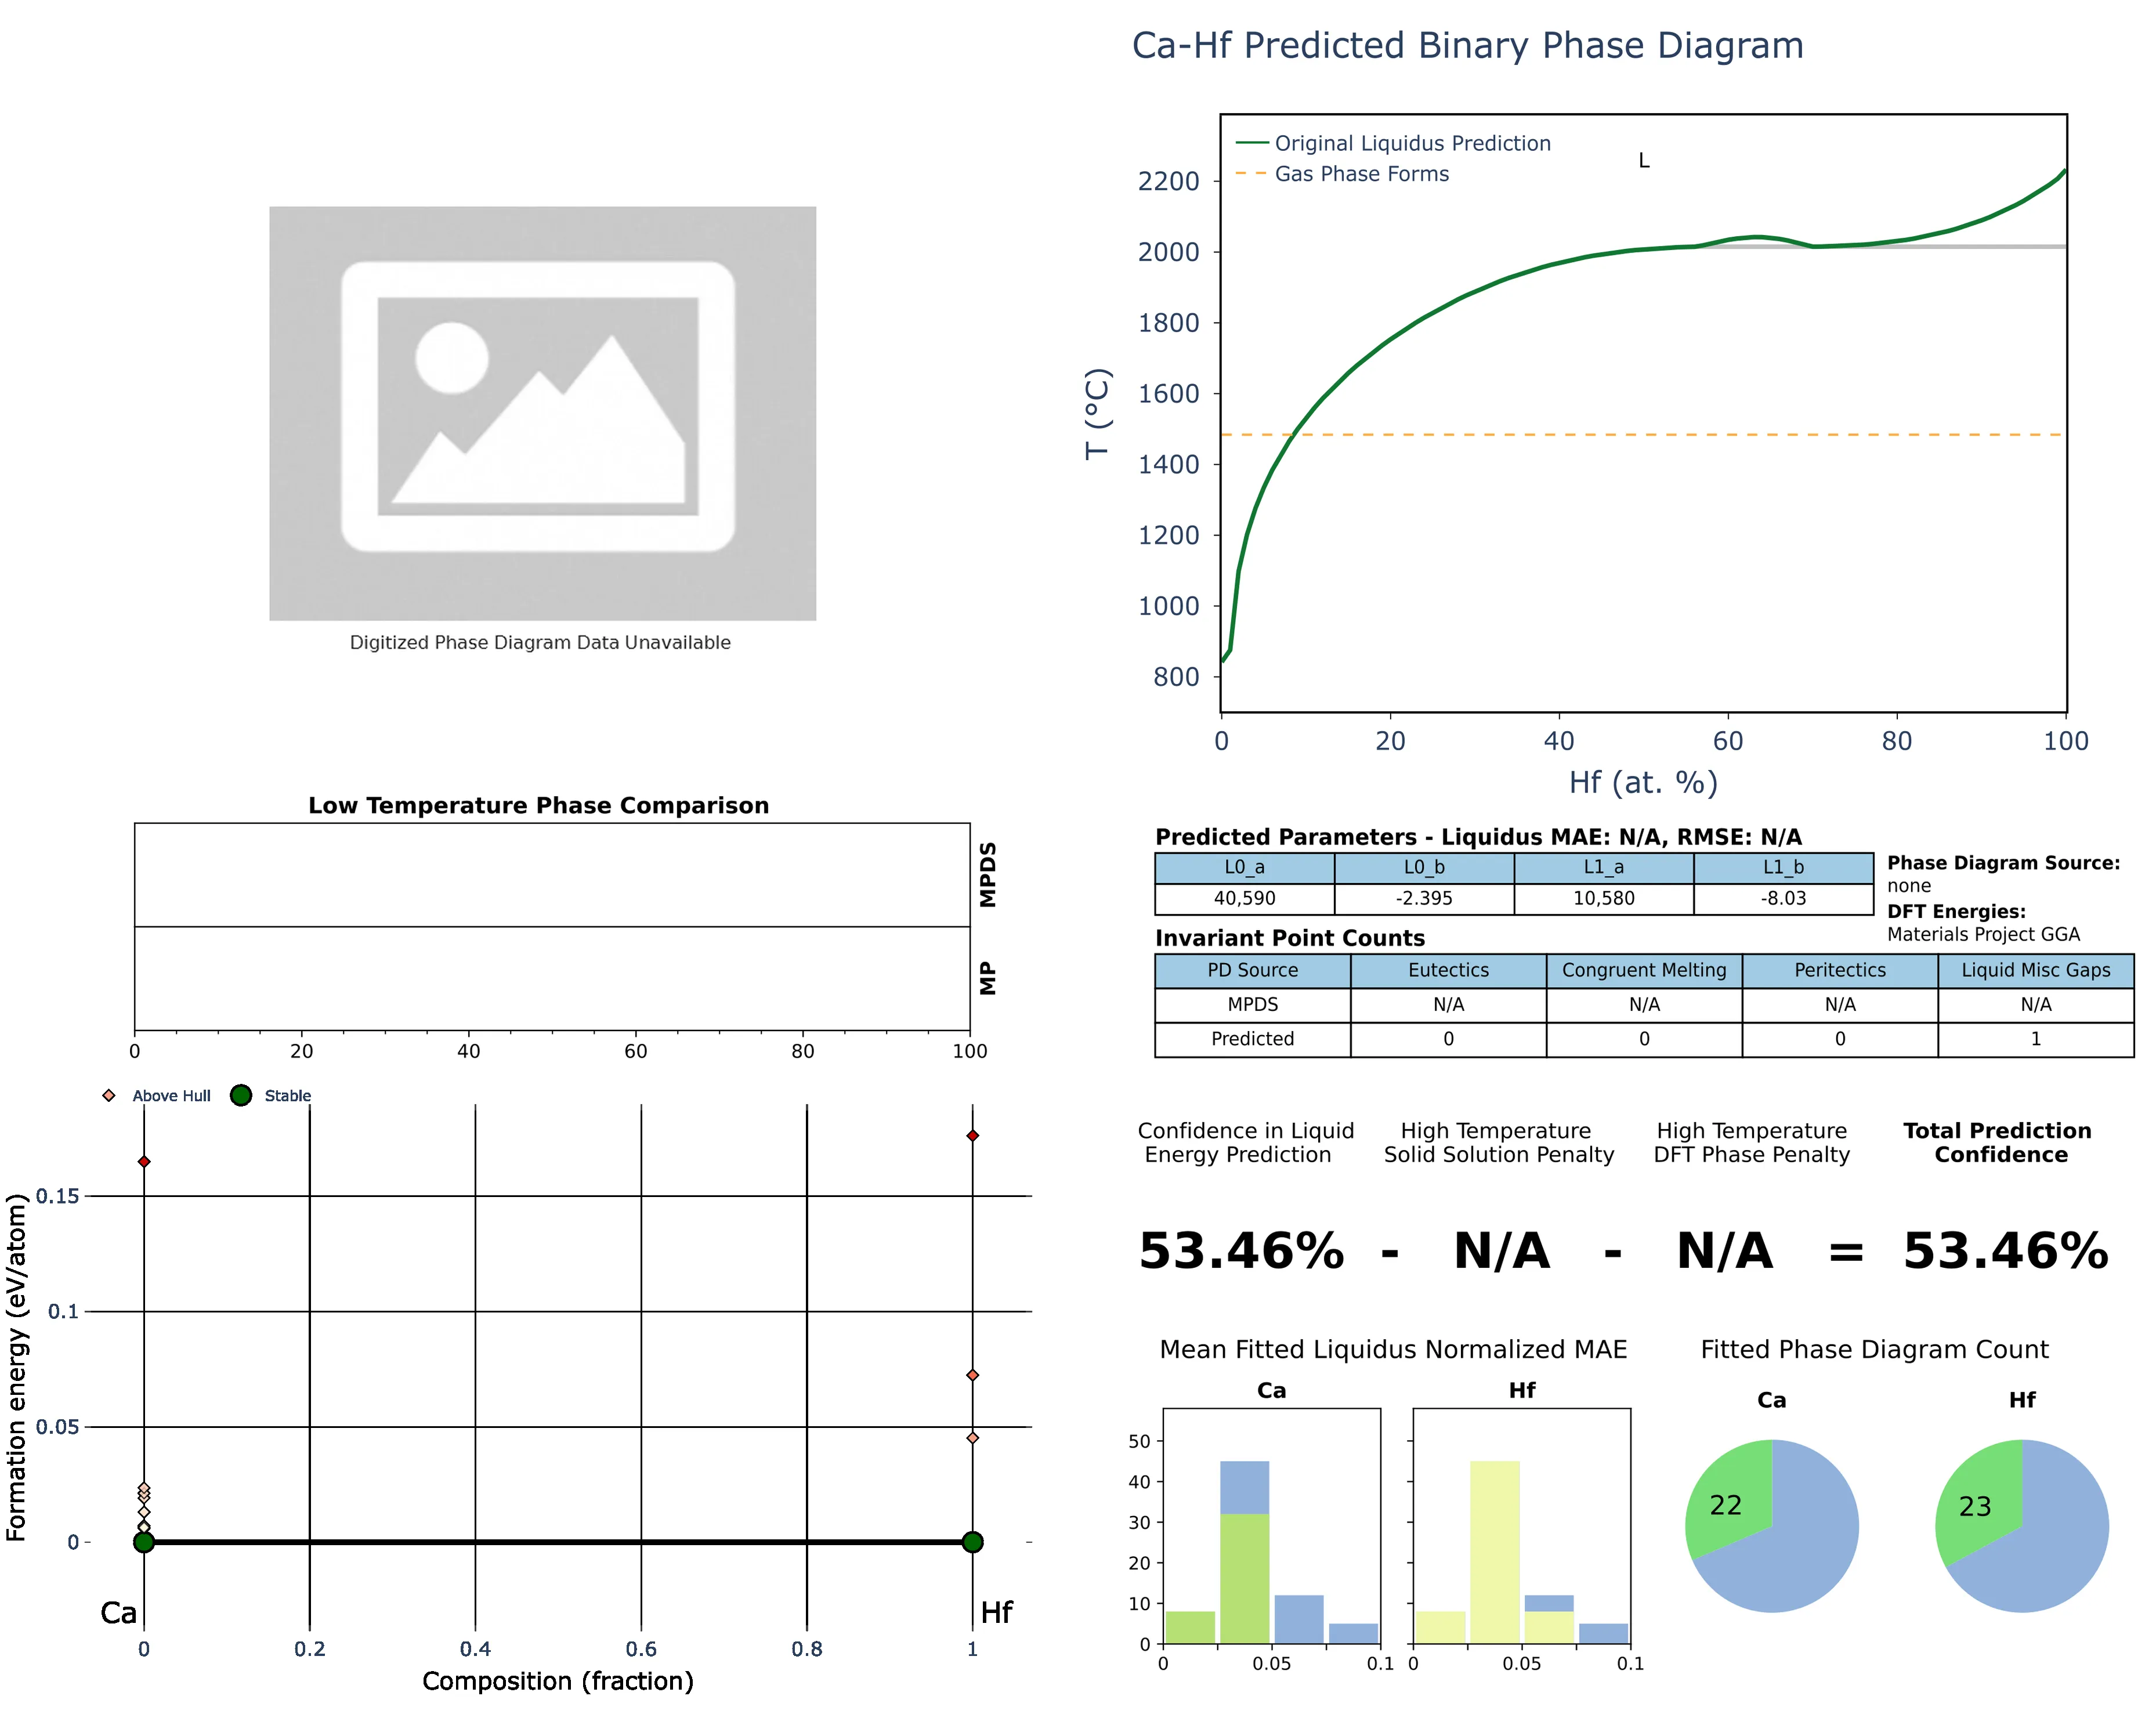 Ca-Hf Predicted Binary Phase Diagram
Original Liquidus Prediction
Gas Phase Forms
L
2200
2000
1800
1600
1400
1200
1000
800
T (°C)
0 20 40 60 80 100
Hf (at. %)
Digitized Phase Diagram Data Unavailable
Low Temperature Phase Comparison
MPDS
MP
0 20 40 60 80 100
Predicted Parameters - Liquidus MAE: N/A, RMSE: N/A
L0_a L0_b L1_a L1_b
40,590 -2.395 10,580 -8.03
Phase Diagram Source:
none
DFT Energies:
Materials Project GGA
Invariant Point Counts
PD Source Eutectics Congruent Melting Peritectics Liquid Misc Gaps
MPDS N/A N/A N/A N/A
Predicted 0 0 0 1
Above Hull Stable
0.15
0.1
0.05
0
Formation energy (eV/atom)
Ca Hf
0 0.2 0.4 0.6 0.8 1
Composition (fraction)
Confidence in Liquid
Energy Prediction
High Temperature
Solid Solution Penalty
High Temperature
DFT Phase Penalty
Total Prediction
Confidence
53.46% - N/A - N/A = 53.46%
Mean Fitted Liquidus Normalized MAE
Ca Hf
50
40
30
20
10
0
0 0.05 0.1 0 0.05 0.1
Fitted Phase Diagram Count
Ca Hf
22 23